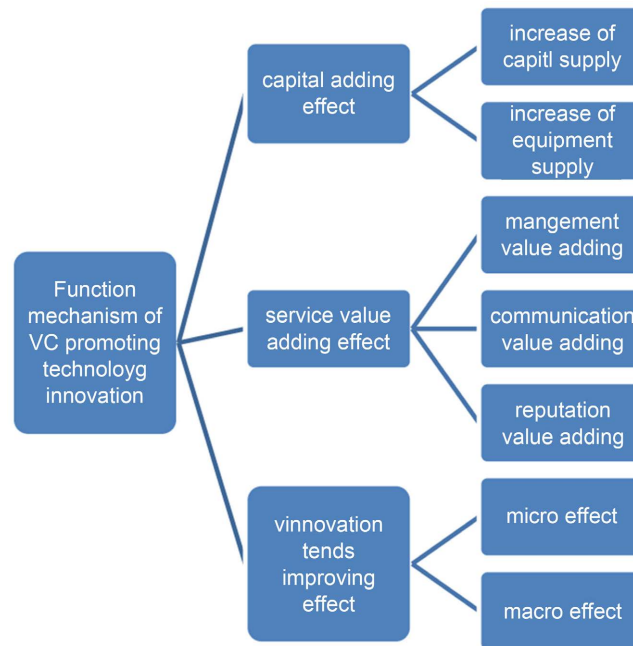 Function
mechanism of
VC promoting
technoloyg
innovation
capital adding
effect
increase of
capitl supply
increase of
equipment
supply
service value
adding effect
mangement
value adding
communication
value adding
reputation
value adding
vinnovation
tends
improving
effect
micro effect
macro effect